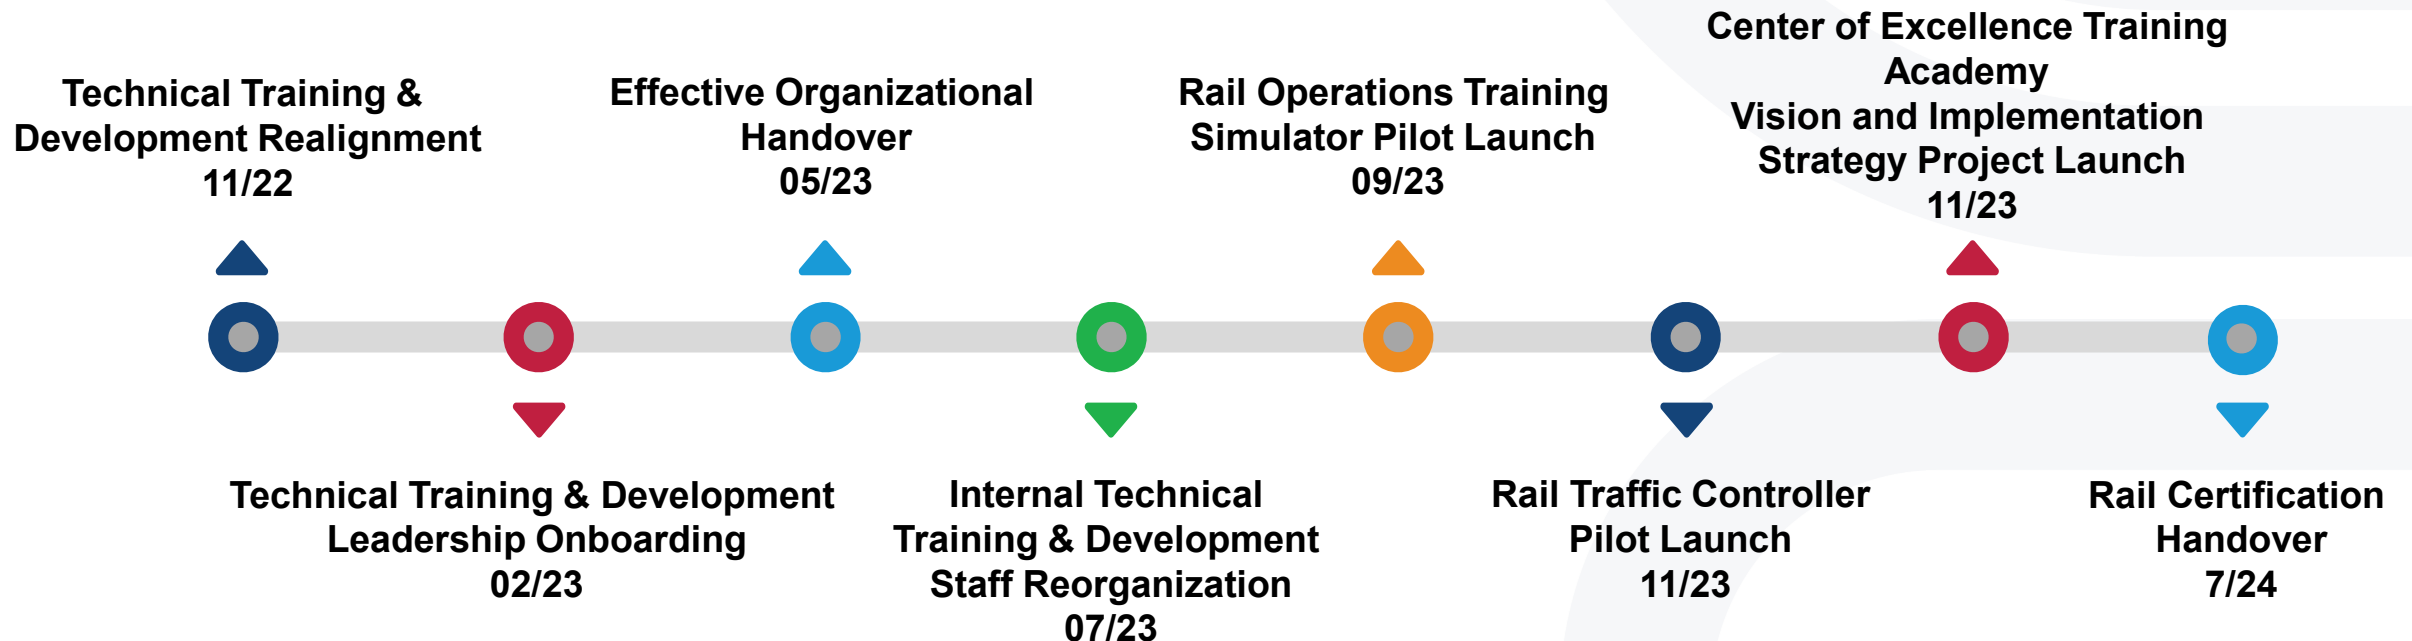 Technical Training &
Development Realignment
11/22
Technical Training & Development
Leadership Onboarding
02/23
Effective Organizational
Handover
05/23
Internal Technical
Training & Development
Staff Reorganization
07/23
Rail Operations Training
Simulator Pilot Launch
09/23
Rail Traffic Controller
Pilot Launch
11/23
Center of Excellence Training
Academy
Vision and Implementation
Strategy Project Launch
11/23
Rail Certification
Handover
7/24